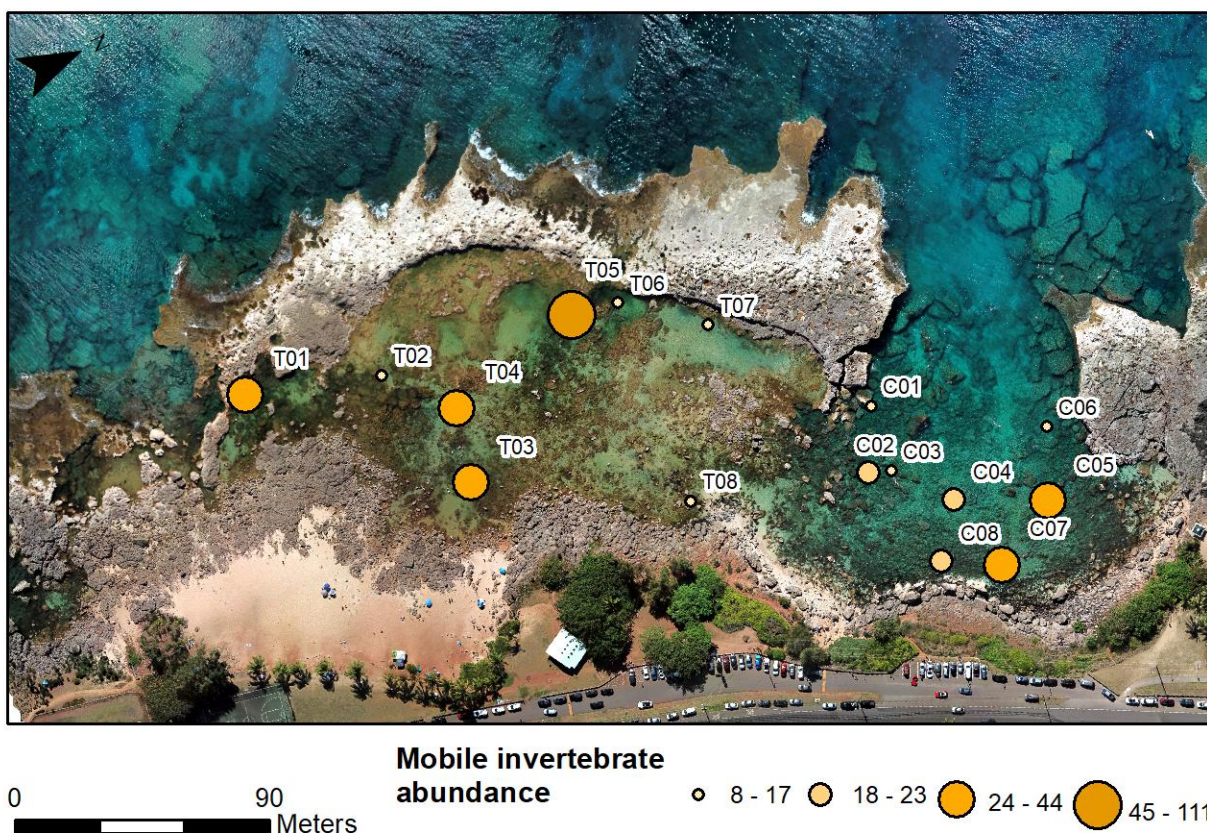 N
T05
T06
T07
T01
T02
T04
C01
C06
T03
C02
C03
C04
C05
T08
C08
C07
Mobile invertebrate
abundance
8 - 17
18 - 23
24 - 44
45 - 111
0
90
Meters